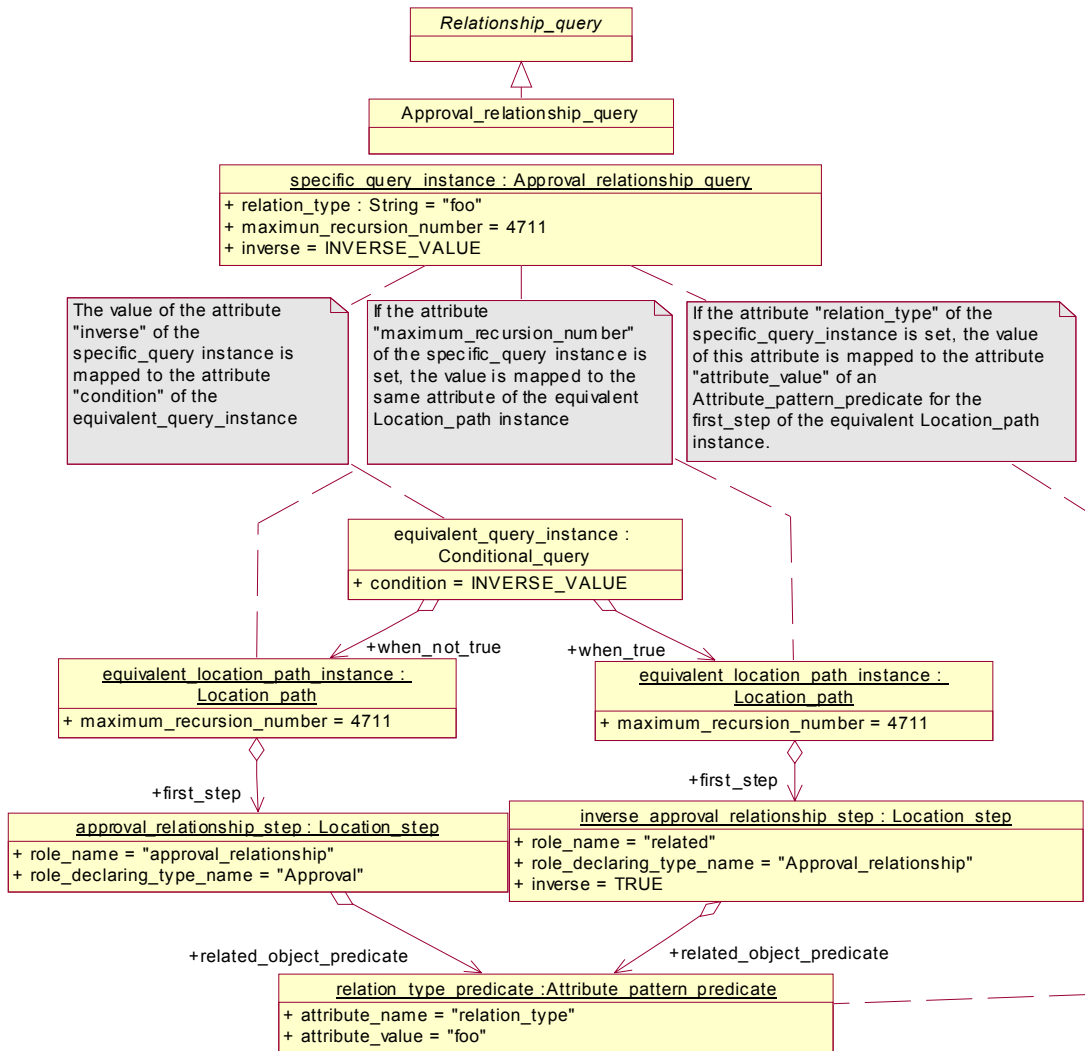 Relationship_query
Approval_relationship_query
specific_query_instance : Approval_relationship_query
+ relation_type : String = "foo"
+ maximun_recursion_number = 4711
+ inverse = INVERSE_VALUE
The value of the attribute
"inverse" of the
specific_query instance is
mapped to the attribute
"condition" of the
equivalent_query_instance
If the attribute
"maximum_recursion_number"
of the specific_query instance is
set, the value is mapped to the
same attribute of the equivalent
Location_path instance
If the attribute "relation_type" of the
specific_query_instance is set, the value
of this attribute is mapped to the attribute
"attribute_value" of an
Attribute_pattern_predicate for the
first_step of the equivalent Location_path
instance.
equivalent_query_instance :
Conditional_query
+ condition = INVERSE_VALUE
+when_not_true
+when_true
equivalent_location_path_instance :
Location_path
+ maximum_recursion_number = 4711
equivalent_location_path_instance :
Location_path
+ maximum_recursion_number = 4711
+first_step
+first_step
approval_relationship_step : Location_step
+ role_name = "approval_relationship"
+ role_declaring_type_name = "Approval"
inverse_approval_relationship_step : Location_step
+ role_name = "related"
+ role_declaring_type_name = "Approval_relationship"
+ inverse = TRUE
+related_object_predicate
+related_object_predicate
relation_type_predicate :Attribute_pattern_predicate
+ attribute_name = "relation_type"
+ attribute_value = "foo"